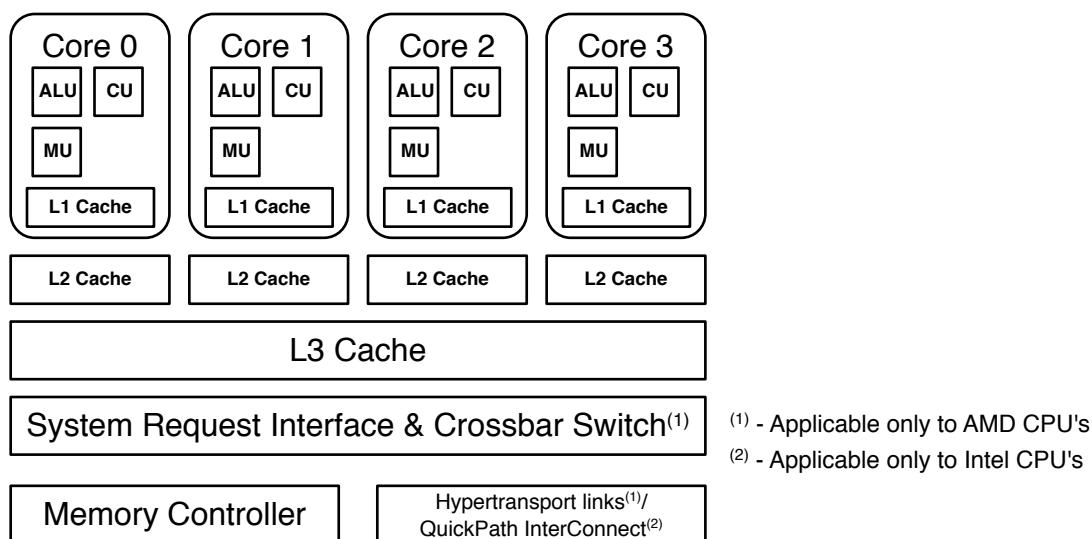 Core 0 Core 1 Core 2 Core 3
ALU CU ALU CU ALU CU ALU CU
MU MU MU MU
L1 Cache L1 Cache L1 Cache L1 Cache
L2 Cache L2 Cache L2 Cache L2 Cache
L3 Cache
System Request Interface & Crossbar Switch(1)
(1) - Applicable only to AMD CPU's
(2) - Applicable only to Intel CPU's
Memory Controller
Hypertransport links(1)/
QuickPath InterConnect(2)